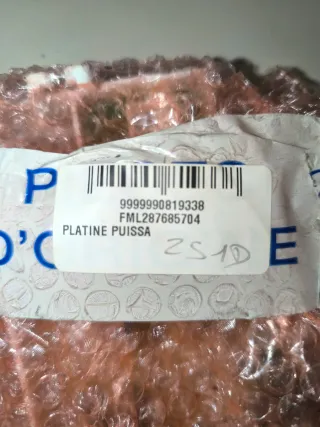 P
9999990819338
FML287685704
PLATINE PUISSA
ZS1D
D'O
E